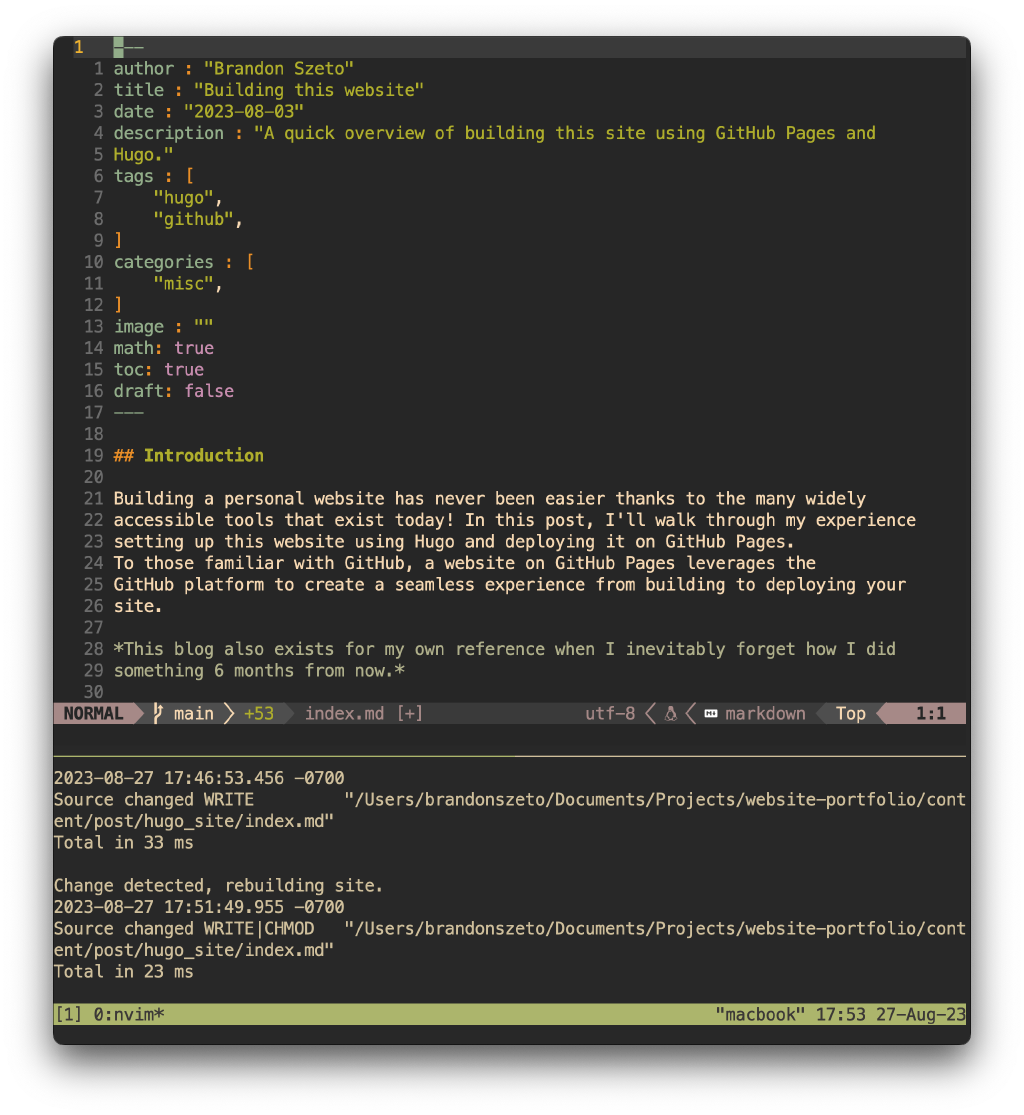 1 ---
1 author : "Brandon Szeto"
2 title : "Building this website"
3 date : "2023-08-03"
4 description : "A quick overview of building this site using GitHub Pages and
5 Hugo."
6 tags : [
7     "hugo",
8     "github",
9 ]
10 categories : [
11     "misc",
12 ]
13 image : ""
14 math: true
15 toc: true
16 draft: false
17 ---
18
19 ## Introduction
20
21 Building a personal website has never been easier thanks to the many widely
22 accessible tools that exist today! In this post, I'll walk through my experience
23 setting up this website using Hugo and deploying it on GitHub Pages.
24 To those familiar with GitHub, a website on GitHub Pages leverages the
25 GitHub platform to create a seamless experience from building to deploying your
26 site.
27
28 *This blog also exists for my own reference when I inevitably forget how I did
29 something 6 months from now.*
30
NORMAL main +53 index.md [+] utf-8 markdown Top 1:1
2023-08-27 17:46:53.456 -0700
Source changed WRITE         "/Users/brandonszeto/Documents/Projects/website-portfolio/cont
ent/post/hugo_site/index.md"
Total in 33 ms
Change detected, rebuilding site.
2023-08-27 17:51:49.955 -0700
Source changed WRITE|CHMOD   "/Users/brandonszeto/Documents/Projects/website-portfolio/cont
ent/post/hugo_site/index.md"
Total in 23 ms
[1] 0:nvim* "macbook" 17:53 27-Aug-23